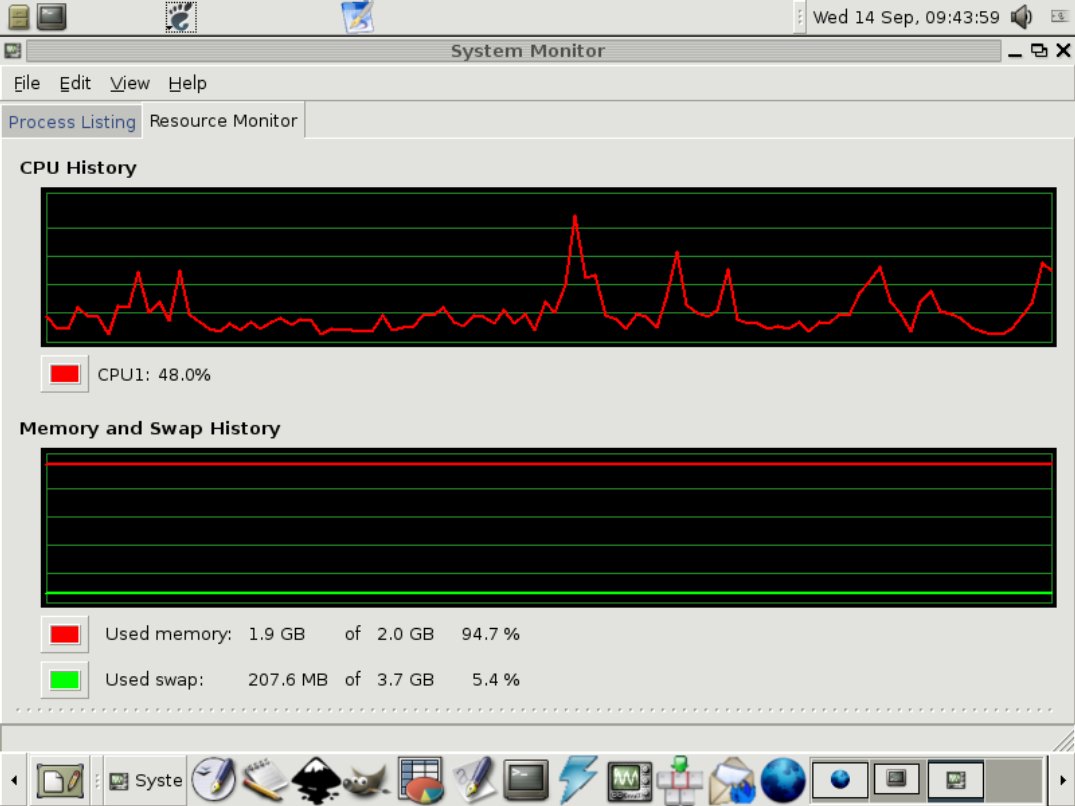 Wed 14 Sep, 09:43:59
System Monitor
File Edit View Help
Process Listing Resource Monitor
CPU History
CPU1: 48.0%
Memory and Swap History
Used memory: 1.9 GB of 2.0 GB 94.7 %
Used swap: 207.6 MB of 3.7 GB 5.4 %
Syste